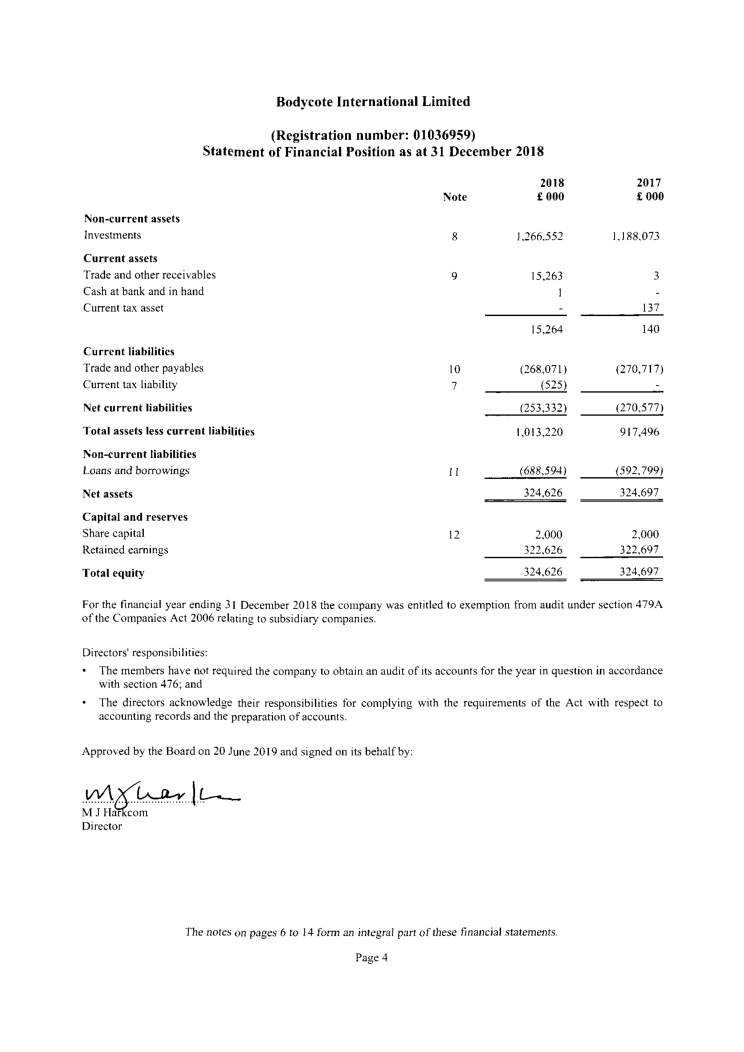 Bodycote International Limited
(Registration number: 01036959)
Statement of Financial Position as at 31 December 2018
2018 2017
Note £ 000 £ 000
Non-current assets
Investments 8 1,266,552 1,188,073
Current assets
Trade and other receivables 9 15,263 3
Cash at bank and in hand 1 -
Current tax asset - 137
15,264 140
Current liabilities
Trade and other payables 10 (268,071) (270,717)
Current tax liability 7 (525) -
Net current liabilities (253,332) (270,577)
Total assets less current liabilities 1,013,220 917,496
Non-current liabilities
Loans and borrowings 11 (688,594) (592,799)
Net assets 324,626 324,697
Capital and reserves
Share capital 12 2,000 2,000
Retained earnings 322,626 322,697
Total equity 324,626 324,697
For the financial year ending 31 December 2018 the company was entitled to exemption from audit under section 479A
of the Companies Act 2006 relating to subsidiary companies.
Directors' responsibilities:
• The members have not required the company to obtain an audit of its accounts for the year in question in accordance
with section 476; and
• The directors acknowledge their responsibilities for complying with the requirements of the Act with respect to
accounting records and the preparation of accounts.
Approved by the Board on 20 June 2019 and signed on its behalf by:
M J Harkcom
Director
The notes on pages 6 to 14 form an integral part of these financial statements.
Page 4